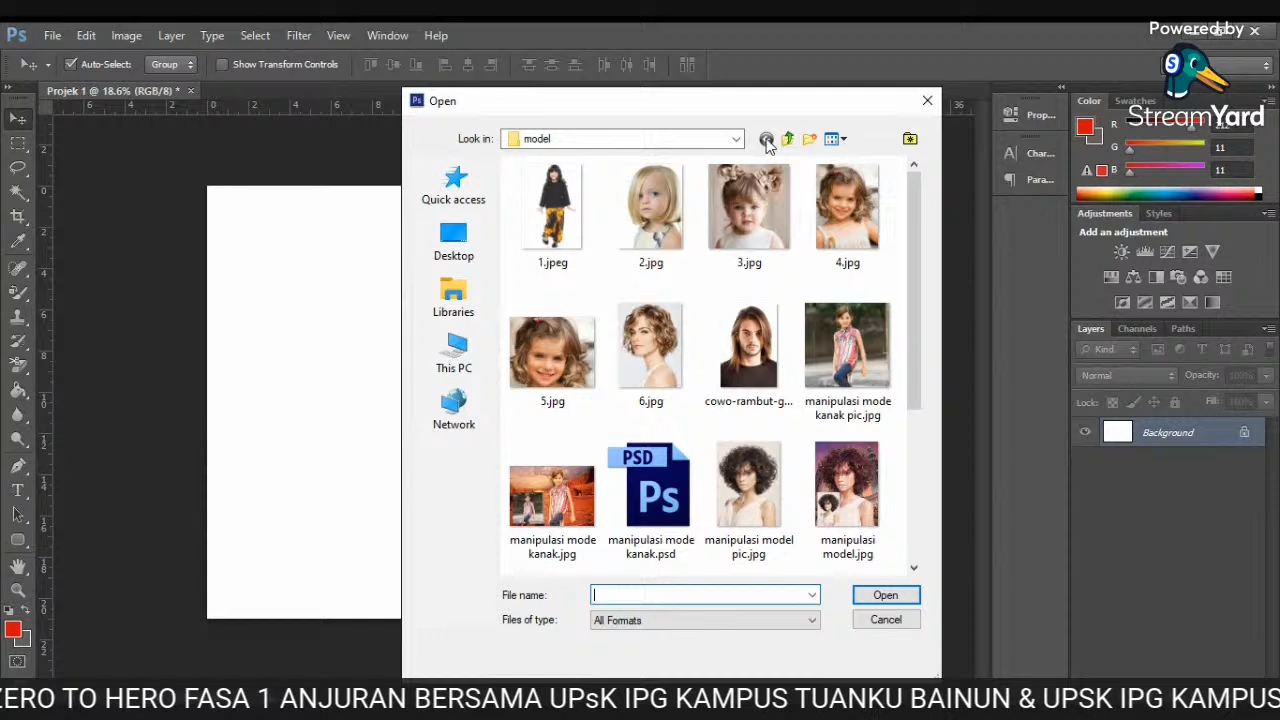 Powered by
StreamYard
Ps File Edit Image Layer Type Select Filter View Window Help
Auto-Select: Group Show Transform Controls
Projek 1 @ 18.6% (RGB/8) * ×
Open
Look in: model
Quick access
Desktop
Libraries
This PC
Network
1.jpeg 2.jpg 3.jpg 4.jpg
5.jpg 6.jpg cowo-rambut-g... manipulasi mode
kanak pic.jpg
PSD
Ps
manipulasi mode manipulasi mode manipulasi model manipulasi
kanak.jpg kanak.psd pic.jpg model.jpg
File name: Open
Files of type: All Formats Cancel
Prop...
Char...
Para...
Color Swatches
R 212
G 11
B 11
Adjustments Styles
Add an adjustment
Layers Channels Paths
Kind
Normal Opacity: 100%
Lock: Fill: 100%
Background
ZERO TO HERO FASA 1 ANJURAN BERSAMA UPsK IPG KAMPUS TUANKU BAINUN & UPSK IPG KAMPUS